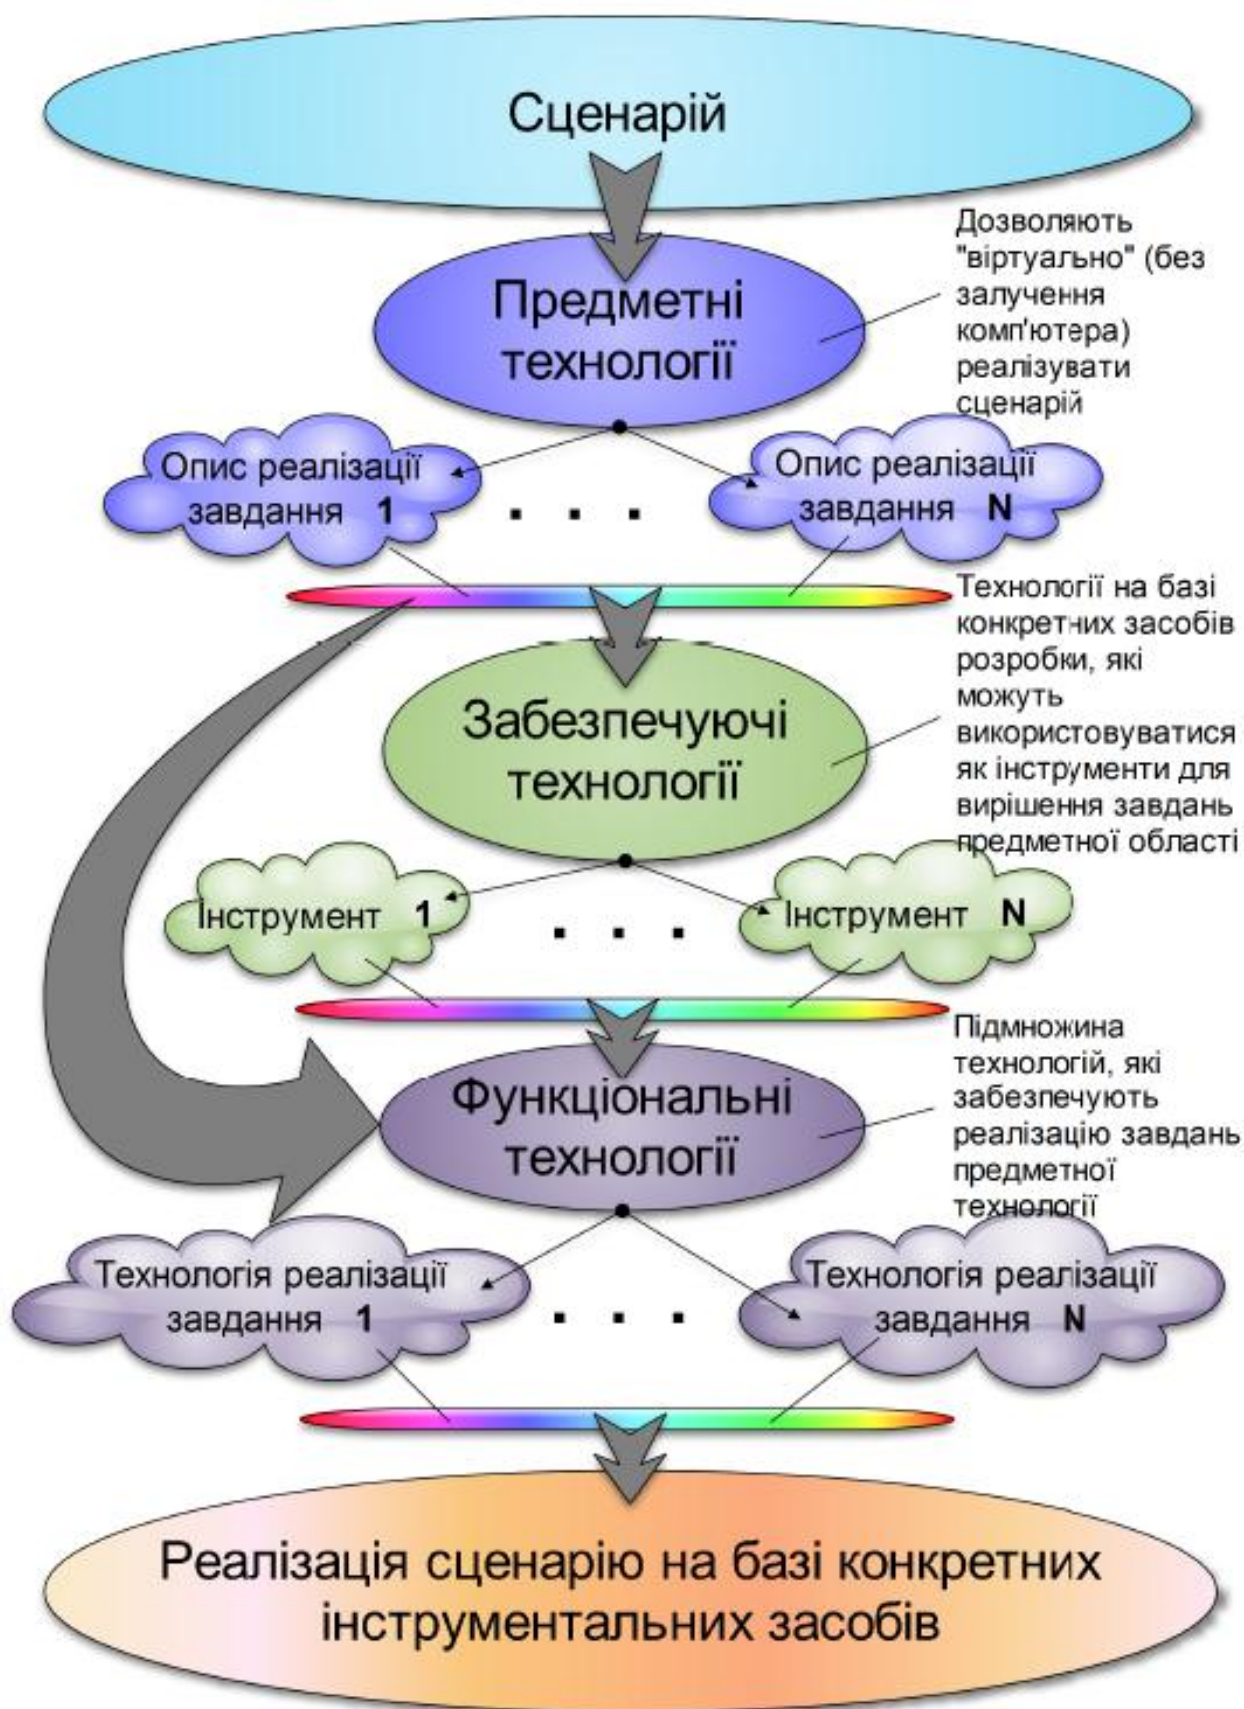 Сценарій
Дозволяють
"віртуально" (без
залучення
комп'ютера)
реалізувати
сценарій
Предметні
технології
Опис реалізації
завдання 1
. . .
Опис реалізації
завдання N
Технології на базі
конкретних засобів
розробки, які
можуть
використовуватися
як інструменти для
вирішення завдань
предметної області
Забезпечуючі
технології
Інструмент 1
. . .
Інструмент N
Підмножина
технологій, які
забезпечують
реалізацію завдань
предметної
технології
Функціональні
технології
Технологія реалізації
завдання 1
. . .
Технологія реалізації
завдання N
Реалізація сценарію на базі конкретних
інструментальних засобів